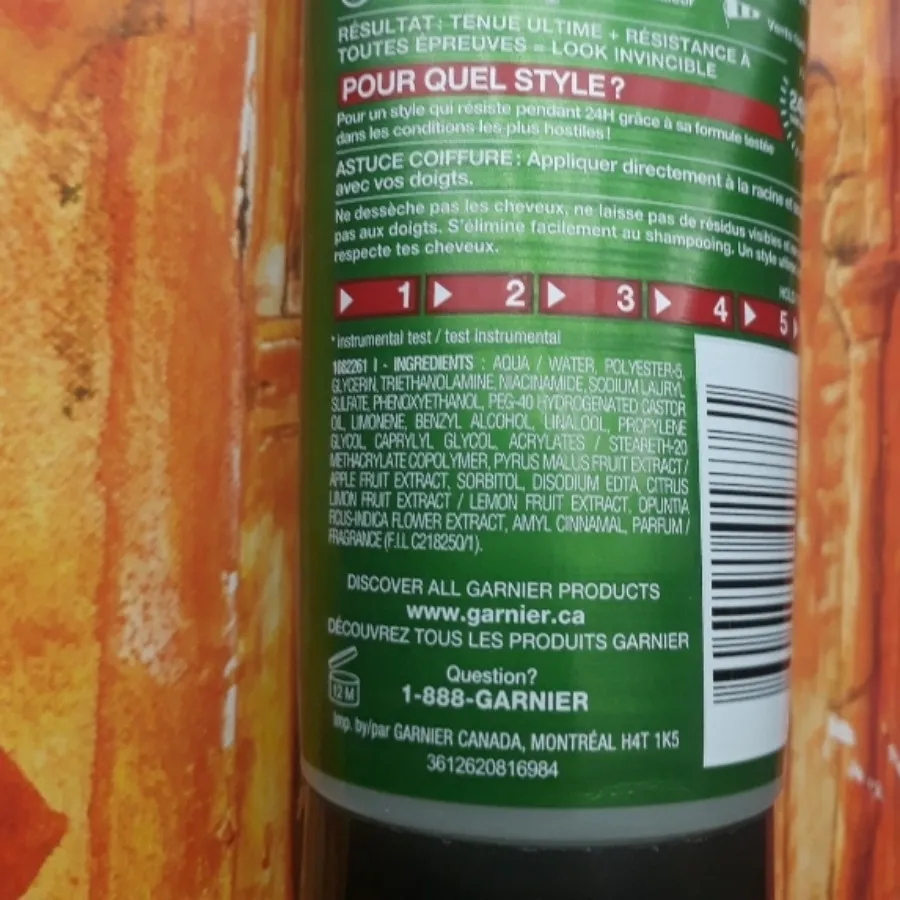 RÉSULTAT : TENUE ULTIME + RÉSISTANCE À
TOUTES ÉPREUVES = LOOK INVINCIBLE
POUR QUEL STYLE ?
Pour un style qui résiste pendant 24H grâce à sa formule testée
dans les conditions les plus hostiles !
ASTUCE COIFFURE : Appliquer directement à la racine
avec vos doigts.
Ne dessèche pas les cheveux, ne laisse pas de résidus visibles
pas aux doigts. S'élimine facilement au shampooing. Un style
respecte tes cheveux.
HOLD
1 2 3 4 5
* instrumental test / test instrumental
1082261 I - INGREDIENTS : AQUA / WATER, POLYESTER-5,
GLYCERIN, TRIETHANOLAMINE, NIACINAMIDE, SODIUM LAURYL
SULFATE, PHENOXYETHANOL, PEG-40 HYDROGENATED CASTOR
OIL, LIMONENE, BENZYL ALCOHOL, LINALOOL, PROPYLENE
GLYCOL, CAPRYLYL GLYCOL, ACRYLATES / STEARETH-20
METHACRYLATE COPOLYMER, PYRUS MALUS FRUIT EXTRACT /
APPLE FRUIT EXTRACT, SORBITOL, DISODIUM EDTA, CITRUS
LIMON FRUIT EXTRACT / LEMON FRUIT EXTRACT, OPUNTIA
FICUS-INDICA FLOWER EXTRACT, AMYL CINNAMAL, PARFUM /
FRAGRANCE (F.I.L C218250/1).
DISCOVER ALL GARNIER PRODUCTS
www.garnier.ca
DÉCOUVREZ TOUS LES PRODUITS GARNIER
12 M
Question?
1-888-GARNIER
Imp. by/par GARNIER CANADA, MONTRÉAL H4T 1K5
3612620816984